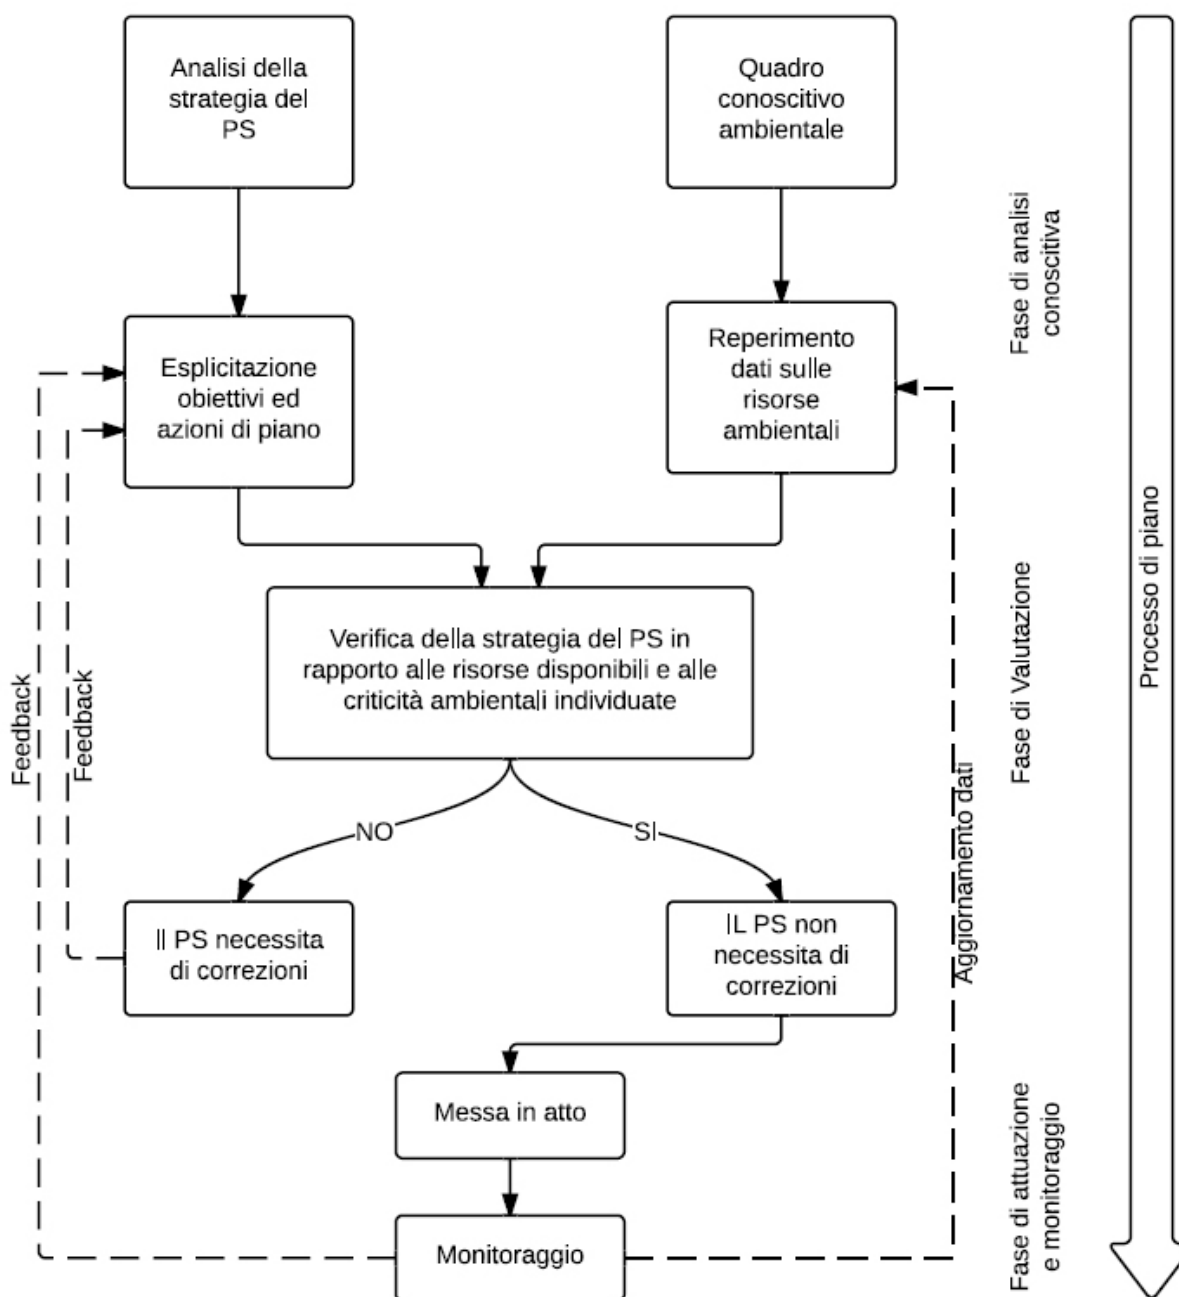 Analisi della
strategia del
PS
Quadro
conoscitivo
ambientale
Fase di analisi
conoscitiva
Esplicitazione
obiettivi ed
azioni di piano
Reperimento
dati sulle
risorse
ambientali
Verifica della strategia del PS in
rapporto alle risorse disponibili e alle
criticità ambientali individuate
Feedback
Feedback
Fase di Valutazione
Processo di piano
Aggiornamento dati
NO
SI
Il PS necessita
di correzioni
IL PS non
necessita di
correzioni
Messa in atto
Monitoraggio
Fase di attuazione
e monitoraggio